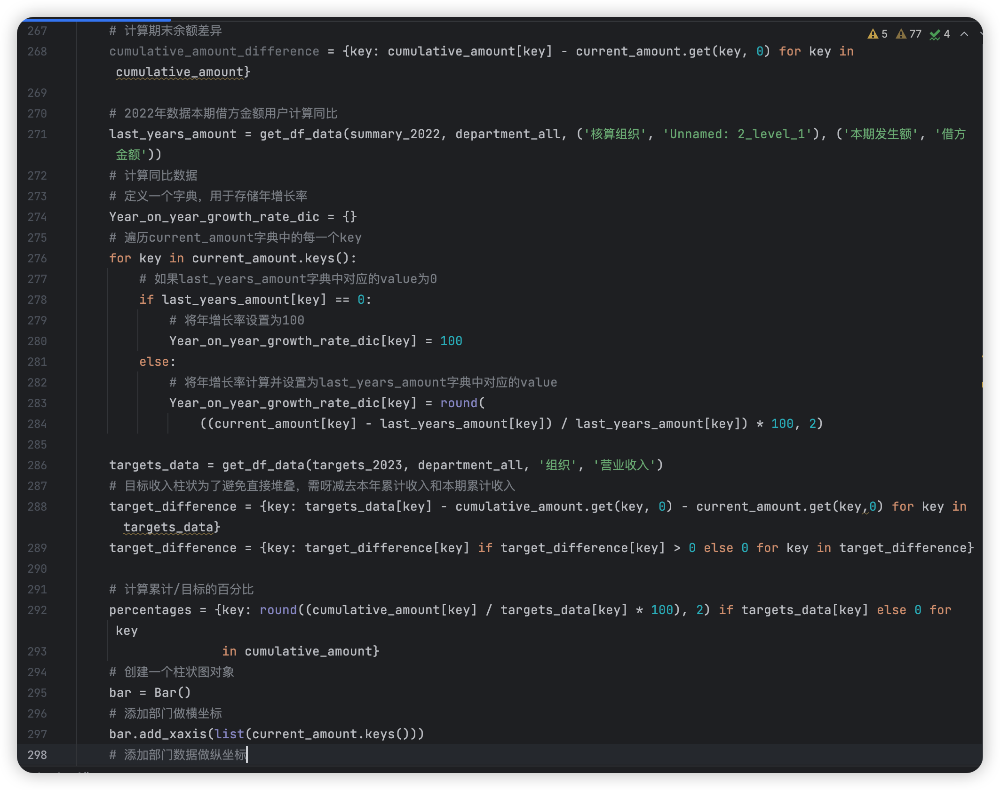 267 # 计算期末余额差异
5 77 4
268 cumulative_amount_difference = {key: cumulative_amount[key] - current_amount.get(key, 0) for key in
cumulative_amount}
269
270 # 2022年数据本期借方金额用户计算同比
271 last_years_amount = get_df_data(summary_2022, department_all, ('核算组织', 'Unnamed: 2_level_1'), ('本期发生额', '借方
金额'))
272 # 计算同比数据
273 # 定义一个字典，用于存储年增长率
274 Year_on_year_growth_rate_dic = {}
275 # 遍历current_amount字典中的每一个key
276 for key in current_amount.keys():
277 # 如果last_years_amount字典中对应的value为0
278 if last_years_amount[key] == 0:
279 # 将年增长率设置为100
280 Year_on_year_growth_rate_dic[key] = 100
281 else:
282 # 将年增长率计算并设置为last_years_amount字典中对应的value
283 Year_on_year_growth_rate_dic[key] = round(
284 ((current_amount[key] - last_years_amount[key]) / last_years_amount[key]) * 100, 2)
285
286 targets_data = get_df_data(targets_2023, department_all, '组织', '营业收入')
287 # 目标收入柱状为了避免直接堆叠，需呀减去本年累计收入和本期累计收入
288 target_difference = {key: targets_data[key] - cumulative_amount.get(key, 0) - current_amount.get(key,0) for key in
targets_data}
289 target_difference = {key: target_difference[key] if target_difference[key] > 0 else 0 for key in target_difference}
290
291 # 计算累计/目标的百分比
292 percentages = {key: round((cumulative_amount[key] / targets_data[key] * 100), 2) if targets_data[key] else 0 for
key
293 in cumulative_amount}
294 # 创建一个柱状图对象
295 bar = Bar()
296 # 添加部门做横坐标
297 bar.add_xaxis(list(current_amount.keys()))
298 # 添加部门数据做纵坐标